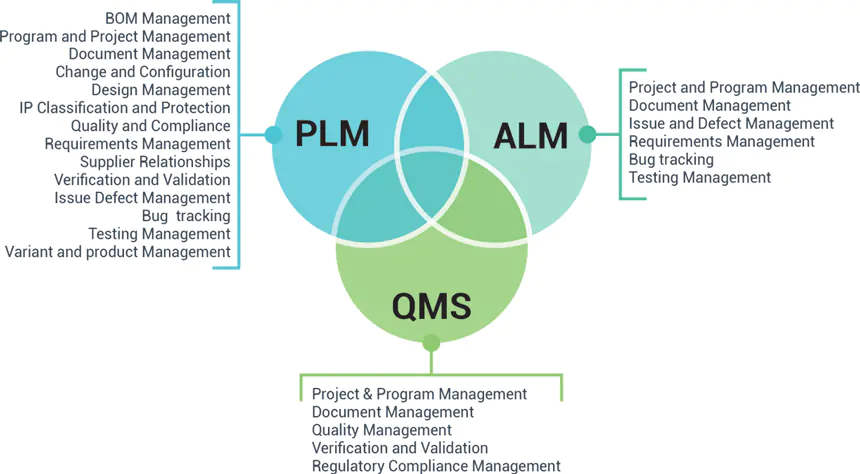 BOM Management
Program and Project Management
Document Management
Change and Configuration
Design Management
IP Classification and Protection
Quality and Compliance
Requirements Management
Supplier Relationships
Verification and Validation
Issue Defect Management
Bug tracking
Testing Management
Variant and product Management
PLM
ALM
Project and Program Management
Document Management
Issue and Defect Management
Requirements Management
Bug tracking
Testing Management
QMS
Project & Program Management
Document Management
Quality Management
Verification and Validation
Regulatory Compliance Management